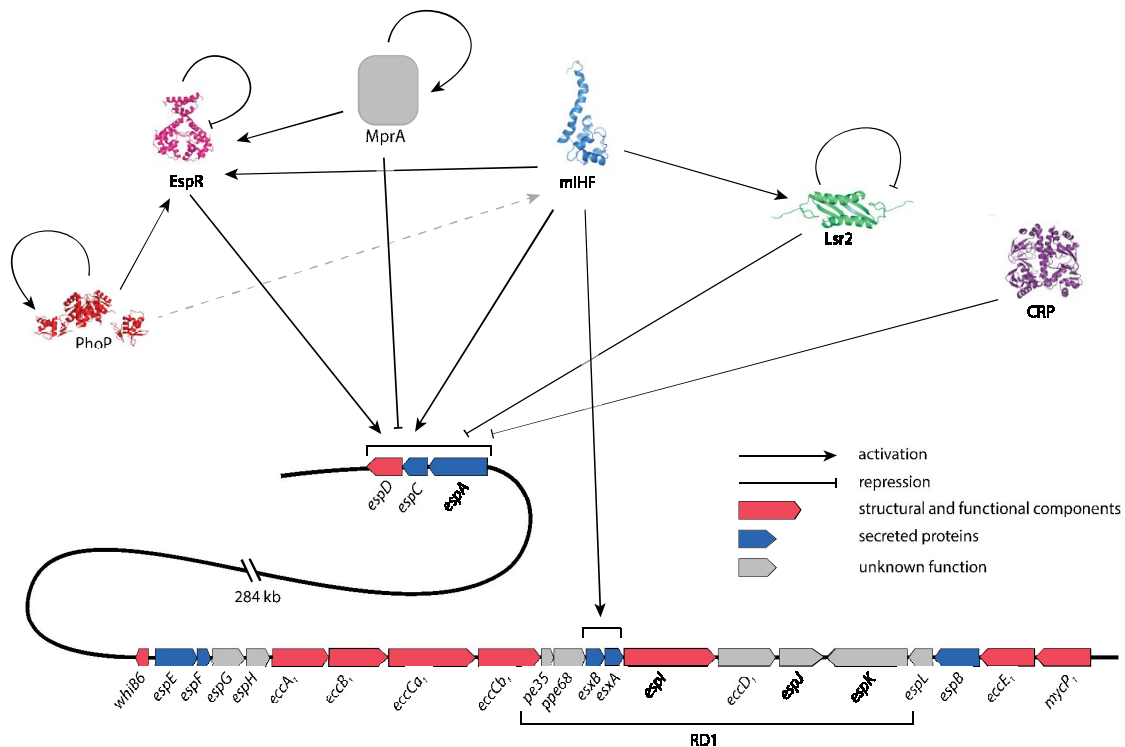 MprA
EspR
mIHF
Lsr2
CRP
PhoP
espD
espC
espA
activation
repression
structural and functional components
secreted proteins
unknown function
284 kb
whiB6
espE
espF
espG
espH
eccA1
eccB1
eccCa1
eccCb1
pe35
ppe68
esxB
esxA
espI
eccD1
espJ
espK
espL
espB
eccE1
mycP1
RD1